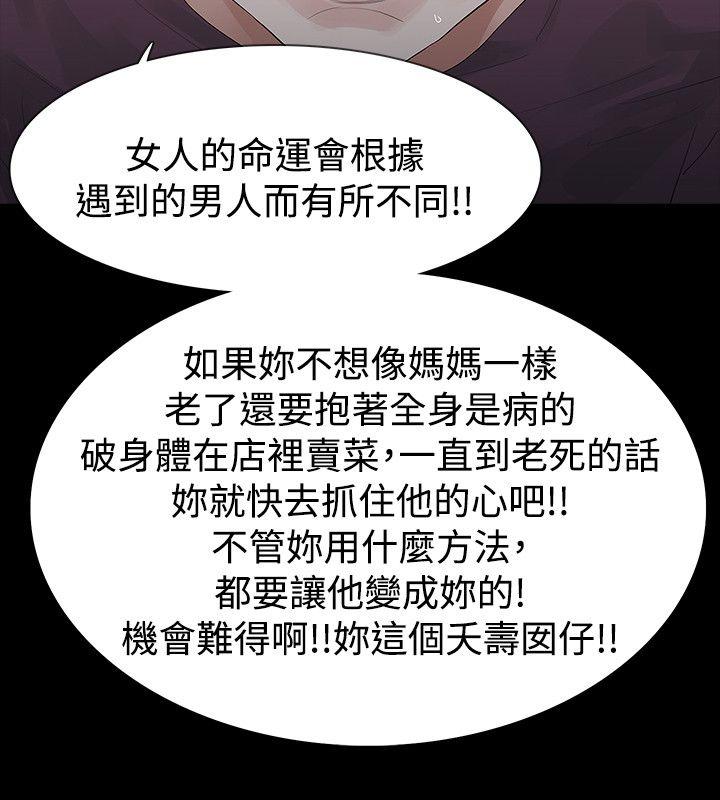 女人的命運會根據
遇到的男人而有所不同!!
如果妳不想像媽媽一樣
老了還要抱著全身是病的
破身體在店裡賣菜，一直到老死的話
妳就快去抓住他的心吧!!
不管妳用什麼方法，
都要讓他變成妳的!
機會難得啊!!妳這個夭壽囡仔!!